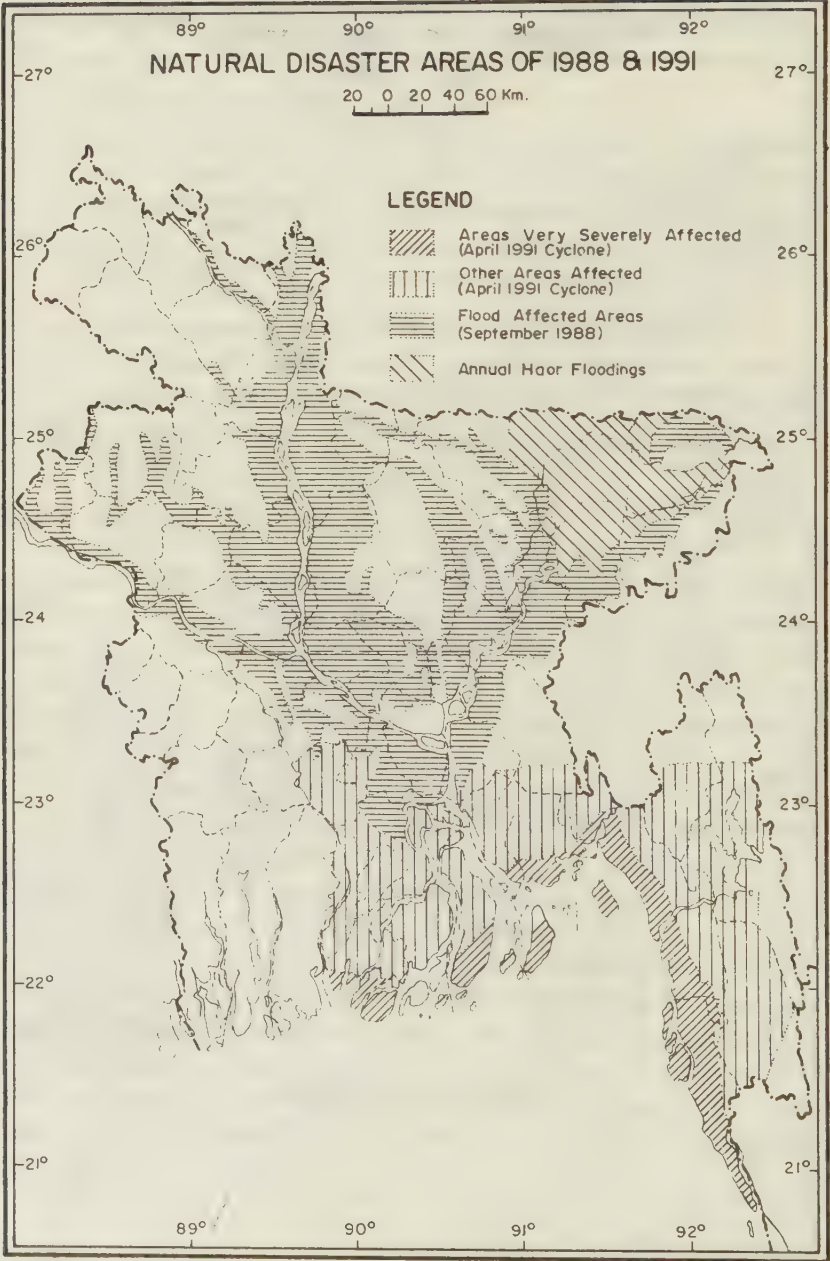 89° 90° 91° 92°
NATURAL DISASTER AREAS OF 1988 & 1991
27° 27°
20 0 20 40 60 Km.
LEGEND
Areas Very Severely Affected
(April 1991 Cyclone)
26° 26°
Other Areas Affected
(April 1991 Cyclone)
Flood Affected Areas
(September 1988)
Annual Haor Floodings
25° 25°
24 24°
23° 23°
22° 22°
21° 21°
89° 90° 91° 92°